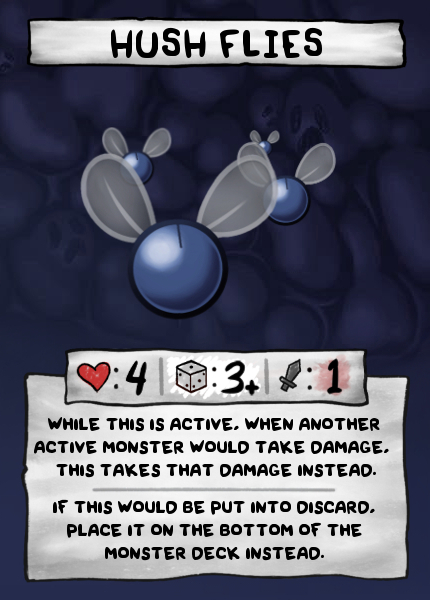 HUSH FLIES
:4 :3+ :1
WHILE THIS IS ACTIVE, WHEN ANOTHER
ACTIVE MONSTER WOULD TAKE DAMAGE,
THIS TAKES THAT DAMAGE INSTEAD.
IF THIS WOULD BE PUT INTO DISCARD,
PLACE IT ON THE BOTTOM OF THE
MONSTER DECK INSTEAD.